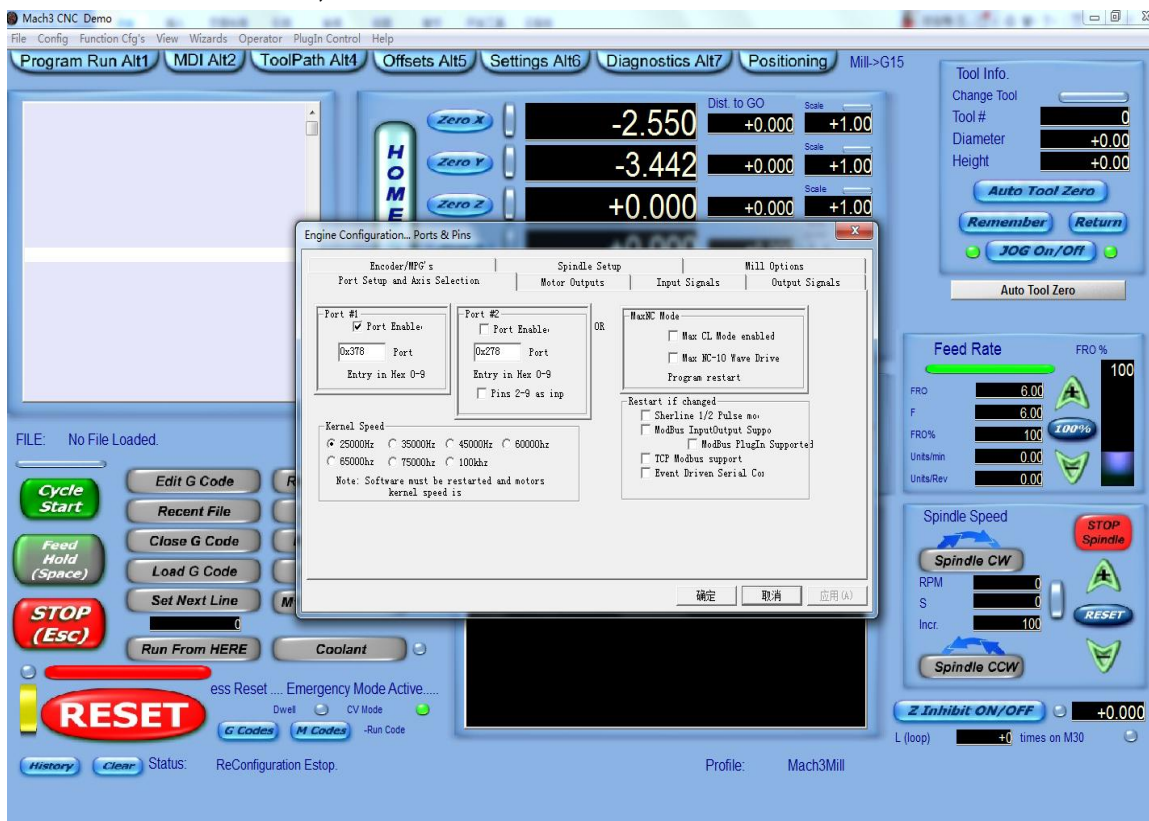 Mach3 CNC Demo
File Config Function Cfg's View Wizards Operator PlugIn Control Help
Program Run Alt1 MDI Alt2 ToolPath Alt4 Offsets Alt5 Settings Alt6 Diagnostics Alt7 Positioning Mill->G15
Tool Info.
Change Tool
Tool # 0
Diameter +0.00
Height +0.00
Auto Tool Zero
Remember Return
JOG On/Off
Auto Tool Zero
HOME
Dist. to GO Scale
Zero X -2.550 +0.000 +1.00
Scale
Zero Y -3.442 +0.000 +1.00
Scale
Zero Z +0.000 +0.000 +1.00
Engine Configuration... Ports & Pins
X
Encoder/MPG's Spindle Setup Mill Options
Port Setup and Axis Selection Motor Outputs Input Signals Output Signals
Port #1
Port Enable
0x378 Port
Entry in Hex 0-9
Port #2
Port Enable
0x278 Port
Entry in Hex 0-9
Pins 2-9 as inp
OR
MaxNC Mode
Max CL Mode enabled
Max NC-10 Wave Drive
Program restart
Restart if changed
Sherline 1/2 Pulse mo
ModBus InputOutput Suppo
ModBus PlugIn Supported
TCP Modbus support
Event Driven Serial Co
Kernel Speed
25000Hz 35000Hz 45000Hz 60000hz
65000hz 75000hz 100khz
Note: Software must be restarted and motors
kernel speed is
确定 取消 应用(A)
Feed Rate FRO %
100
FRO 6.00
F 6.00
FRO% 100 100%
Units/min 0.00
Units/Rev 0.00
FILE: No File Loaded.
Cycle Start
Feed Hold (Space)
STOP (Esc)
Edit G Code
Recent File
Close G Code
Load G Code
Set Next Line
0
Run From HERE Coolant
Spindle Speed
STOP Spindle
Spindle CW
RPM 0
S 0
Incr. 100
RESET
Spindle CCW
RESET
ess Reset .... Emergency Mode Active.....
Dwell CV Mode
G Codes M Codes -Run Code
Z Inhibit ON/OFF +0.000
L (loop) +0 times on M30
History Clear Status: ReConfiguration Estop. Profile: Mach3Mill